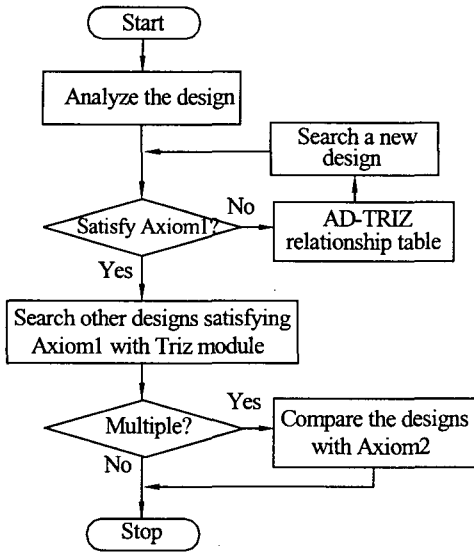 Start
Analyze the design
Search a new
design
Satisfy Axiom1?
No
AD-TRIZ
relationship table
Yes
Search other designs satisfying
Axiom1 with Triz module
Multiple?
Yes
Compare the designs
with Axiom2
No
Stop